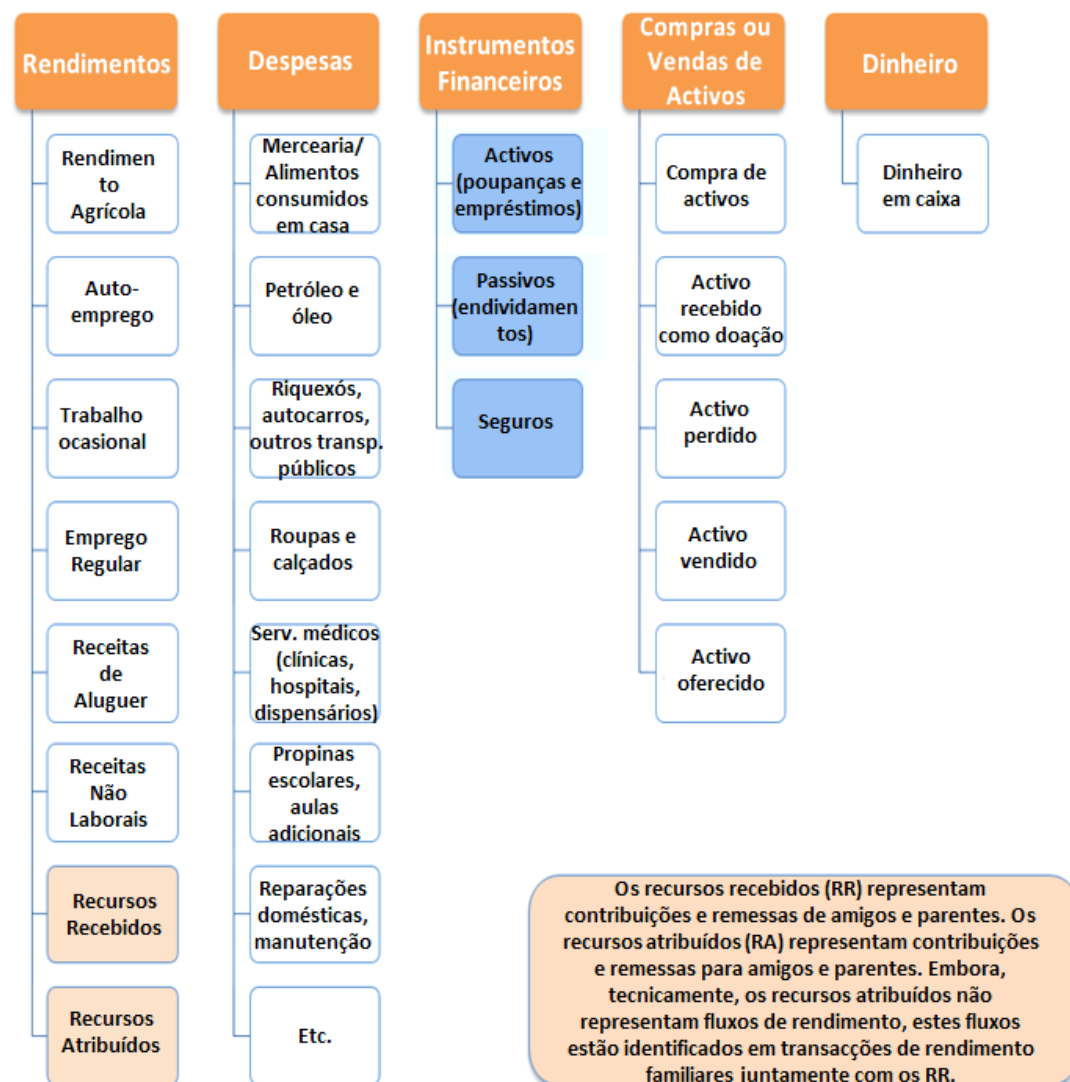 Rendimentos
Rendimen
to
Agrícola
Auto-
emprego
Trabalho
ocasional
Emprego
Regular
Receitas
de
Aluguer
Receitas
Não
Laborais
Recursos
Recebidos
Recursos
Atribuídos
Despesas
Mercearia/
Alimentos
consumidos
em casa
Petróleo e
óleo
Riquexós,
autocarros,
outros transp.
públicos
Roupas e
calçados
Serv. médicos
(clínicas,
hospitais,
dispensários)
Propinas
escolares,
aulas
adicionais
Reparações
domésticas,
manutenção
Etc.
Instrumentos
Financeiros
Activos
(poupanças e
empréstimos)
Passivos
(endividamen
tos)
Seguros
Compras ou
Vendas de
Activos
Compra de
activos
Activo
recebido
como doação
Activo
perdido
Activo
vendido
Activo
oferecido
Dinheiro
Dinheiro
em caixa
Os recursos recebidos (RR) representam
contribuições e remessas de amigos e parentes. Os
recursos atribuídos (RA) representam contribuições
e remessas para amigos e parentes. Embora,
tecnicamente, os recursos atribuídos não
representam fluxos de rendimento, estes fluxos
estão identificados em transacções de rendimento
familiares juntamente com os RR.